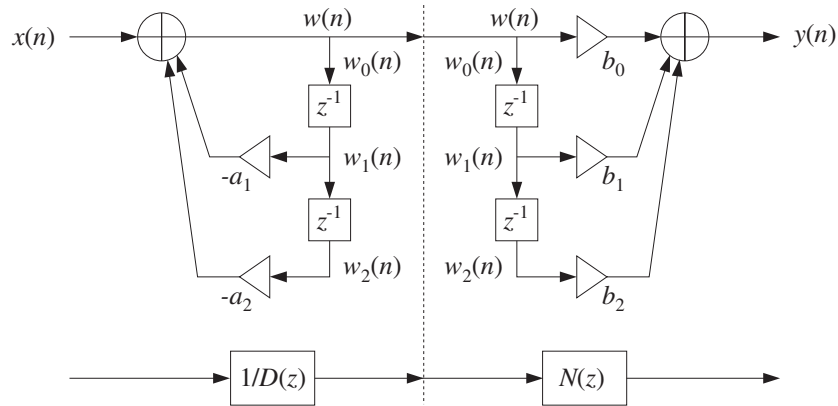 w(n) w(n)
x(n) y(n)
w₀(n) w₀(n) b₀
z⁻¹ z⁻¹
w₁(n) w₁(n)
-a₁ b₁
z⁻¹ z⁻¹
w₂(n) w₂(n)
-a₂ b₂
1/D(z) N(z)